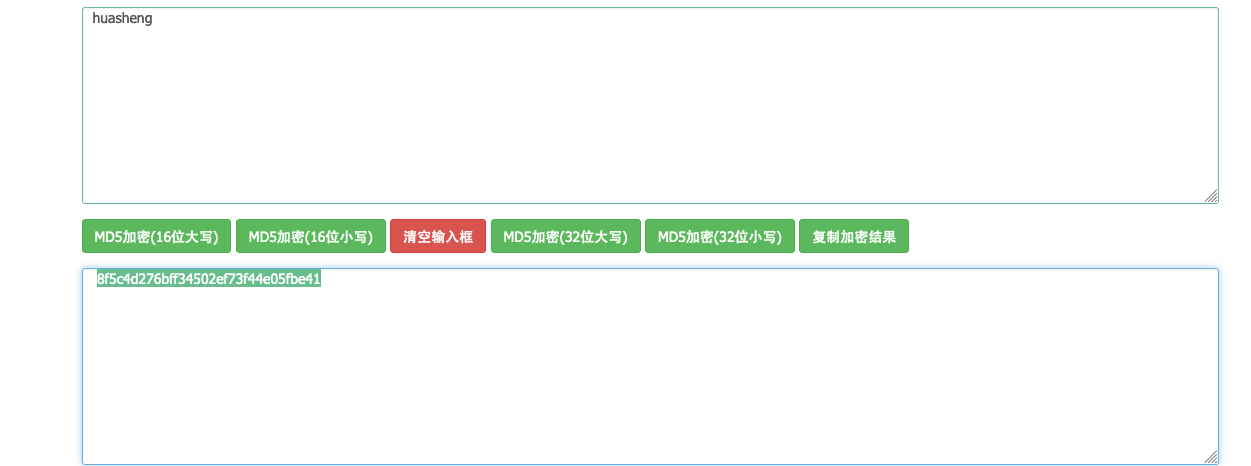 huasheng
MD5加密(16位大写) MD5加密(16位小写) 清空输入框 MD5加密(32位大写) MD5加密(32位小写) 复制加密结果
8f5c4d276bff34502ef73f44e05fbe41